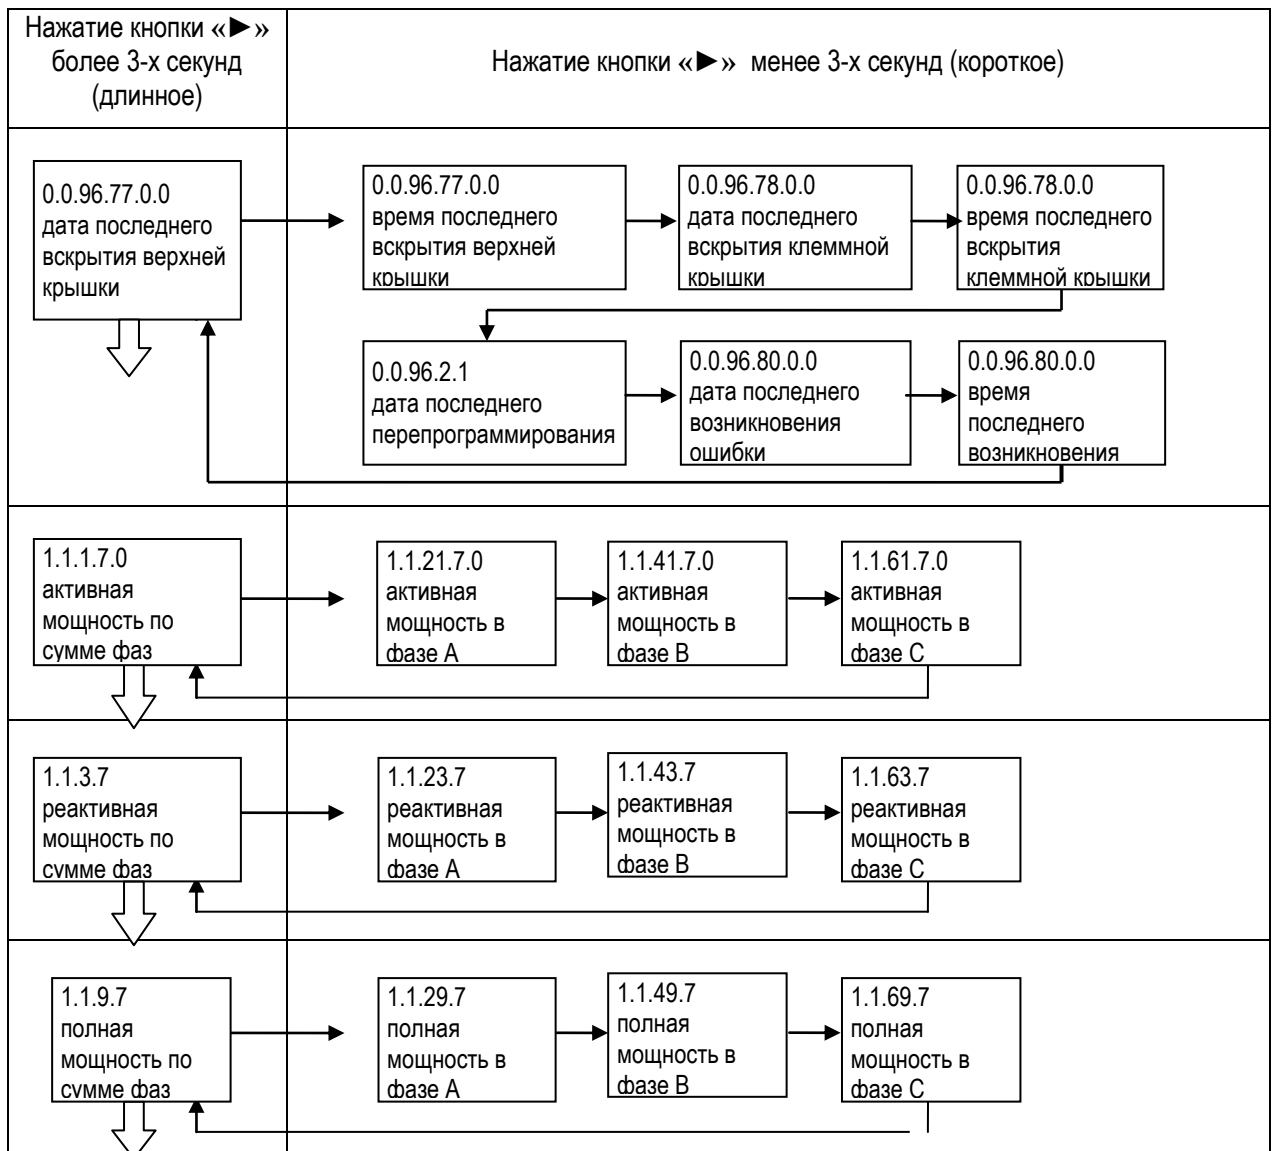 Нажатие кнопки «►»
более 3-х секунд
(длинное)
Нажатие кнопки «►» менее 3-х секунд (короткое)
0.0.96.77.0.0
дата последнего
вскрытия верхней
крышки
0.0.96.77.0.0
время последнего
вскрытия верхней
крышки
0.0.96.78.0.0
дата последнего
вскрытия клеммной
крышки
0.0.96.78.0.0
время последнего
вскрытия
клеммной крышки
0.0.96.2.1
дата последнего
перепрограммирования
0.0.96.80.0.0
дата последнего
возникновения
ошибки
0.0.96.80.0.0
время
последнего
возникновения
1.1.1.7.0
активная
мощность по
сумме фаз
1.1.21.7.0
активная
мощность в
фазе А
1.1.41.7.0
активная
мощность в
фазе В
1.1.61.7.0
активная
мощность в
фазе С
1.1.3.7
реактивная
мощность по
сумме фаз
1.1.23.7
реактивная
мощность в
фазе А
1.1.43.7
реактивная
мощность в
фазе В
1.1.63.7
реактивная
мощность в
фазе С
1.1.9.7
полная
мощность по
сумме фаз
1.1.29.7
полная
мощность в
фазе А
1.1.49.7
полная
мощность в
фазе В
1.1.69.7
полная
мощность в
фазе С